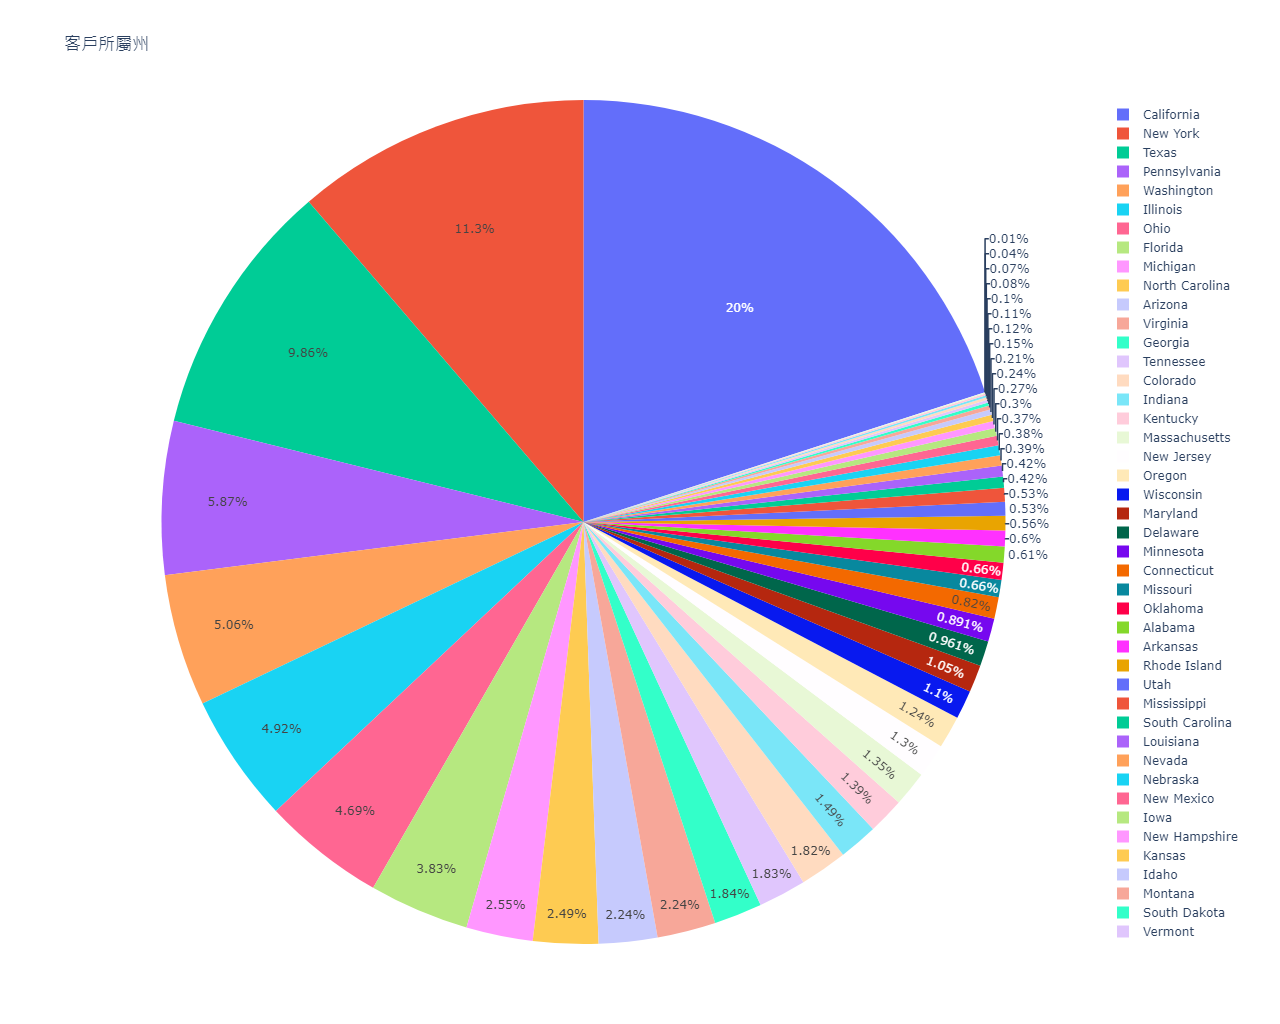 客戶所屬州
20%
11.3%
9.86%
5.87%
5.06%
4.92%
4.69%
3.83%
2.55%
2.49%
2.24%
2.24%
1.84%
1.83%
1.82%
1.49%
1.39%
1.35%
1.3%
1.24%
1.1%
1.05%
0.961%
0.891%
0.82%
0.66%
0.66%
0.61%
0.6%
0.56%
0.53%
0.53%
0.42%
0.42%
0.39%
0.38%
0.37%
0.3%
0.27%
0.24%
0.21%
0.15%
0.12%
0.11%
0.1%
0.08%
0.07%
0.04%
0.01%
California
New York
Texas
Pennsylvania
Washington
Illinois
Ohio
Florida
Michigan
North Carolina
Arizona
Virginia
Georgia
Tennessee
Colorado
Indiana
Kentucky
Massachusetts
New Jersey
Oregon
Wisconsin
Maryland
Delaware
Minnesota
Connecticut
Missouri
Oklahoma
Alabama
Arkansas
Rhode Island
Utah
Mississippi
South Carolina
Louisiana
Nevada
Nebraska
New Mexico
Iowa
New Hampshire
Kansas
Idaho
Montana
South Dakota
Vermont